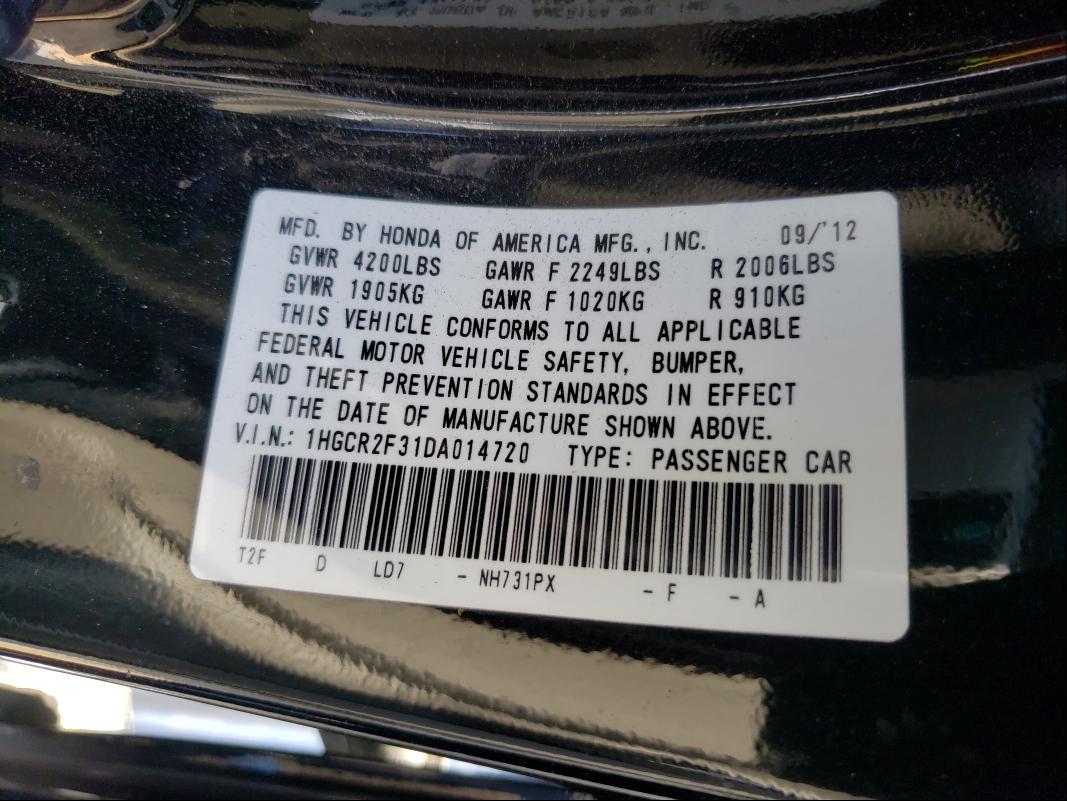 MFD. BY HONDA OF AMERICA MFG., INC. 09/'12
GVWR 4200LBS GAWR F 2249LBS R 2006LBS
GVWR 1905KG GAWR F 1020KG R 910KG
THIS VEHICLE CONFORMS TO ALL APPLICABLE
FEDERAL MOTOR VEHICLE SAFETY, BUMPER,
AND THEFT PREVENTION STANDARDS IN EFFECT
ON THE DATE OF MANUFACTURE SHOWN ABOVE.
V.I.N.: 1HGCR2F31DA014720 TYPE: PASSENGER CAR
T2F D LD7 - NH731PX - F - A